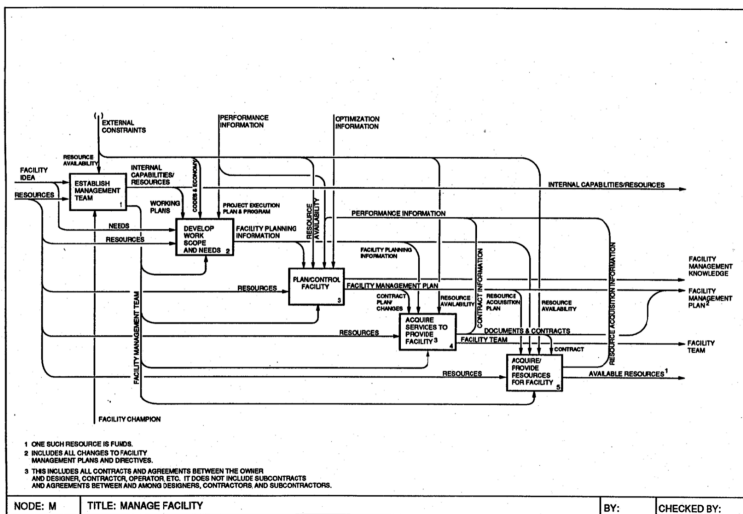 ( )
EXTERNAL
CONSTRAINTS
PERFORMANCE
INFORMATION
OPTIMIZATION
INFORMATION
RESOURCE
AVAILABILITY
FACILITY
IDEA
RESOURCES
ESTABLISH
MANAGEMENT
TEAM
1
INTERNAL
CAPABILITIES/
RESOURCES
CODES & ECONOMY
INTERNAL CAPABLITIES/RESOURCES
WORKING
PLANS
PROJECT EXECUTION
PLAN & PROGRAM
RESOURCE
AVAILABILITY
PERFORMANCE INFORMATION
NEEDS
RESOURCES
DEVELOP
WORK
SCOPE
AND NEEDS 2
FACILITY PLANNING
INFORMATION
FACILITY PLANNING
INFORMATION
CONTRACT INFORMATION
RESOURCE ACQUISITION INFORMATION
FACILITY
MANAGEMENT
KNOWLEDGE
RESOURCES
PLAN/CONTROL
FACILITY
3
FACILITY MANAGEMENT PLAN
FACILITY
MANAGEMENT
PLAN 2
CONTRACT
PLAN/
CHANGES
RESOURCE
AVAILABILITY
RESOURCE
ACQUISITION
PLAN
RESOURCE
AVAILABILITY
FACILITY MANAGEMENT TEAM
RESOURCES
ACQUIRE
SERVICES TO
PROVIDE
FACILITY 3
4
DOCUMENTS & CONTRACTS
FACILITY TEAM
FACILITY
TEAM
CONTRACT
RESOURCES
ACQUIRE/
PROVIDE
RESOURCES
FOR FACILITY
5
AVAILABLE RESOURCES 1
FACILITY CHAMPION
1 ONE SUCH RESOURCE IS FUNDS.
2 INCLUDES ALL CHANGES TO FACILITY
MANAGEMENT PLANS AND DIRECTIVES.
3 THIS INCLUDES ALL CONTRACTS AND AGREEMENTS BETWEEN THE OWNER
AND DESIGNER, CONTRACTOR, OPERATOR, ETC. IT DOES NOT INCLUDE SUBCONTRACTS
AND AGREEMENTS BETWEEN AND AMONG DESIGNERS, CONTRACTORS, AND SUBCONTRACTORS.
NODE: M
TITLE: MANAGE FACILITY
BY:
CHECKED BY: